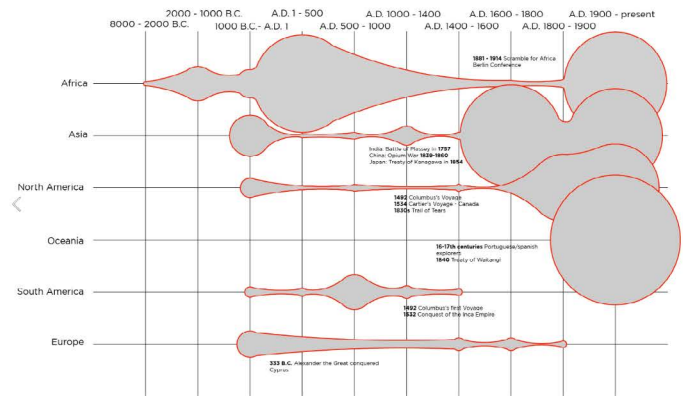 2000 - 1000 B.C. A.D. 1 - 500 A.D. 1000 - 1400 A.D. 1600 - 1800 A.D. 1900 - present
8000 - 2000 B.C. 1000 B.C. - A.D. 1 A.D. 500 - 1000 A.D. 1400 - 1600 A.D. 1800 - 1900
1881 - 1914 Scramble for Africa
Berlin Conference
Africa
Asia
India: Battle of Plessey in 1757
China: Opium War 1839-1860
Japan: Treaty of Kanagawa in 1854
North America
1492 Columbus's Voyage
1534 Cartier's Voyage - Canada
1830s Trail of Tears
Oceania
16-17th centuries Portuguese/spanish
explorers
1840 Treaty of Waitangi
South America
1492 Columbus's first Voyage
1532 Conquest of the Inca Empire
Europe
333 B.C. Alexander the Great conquered
Cyprus